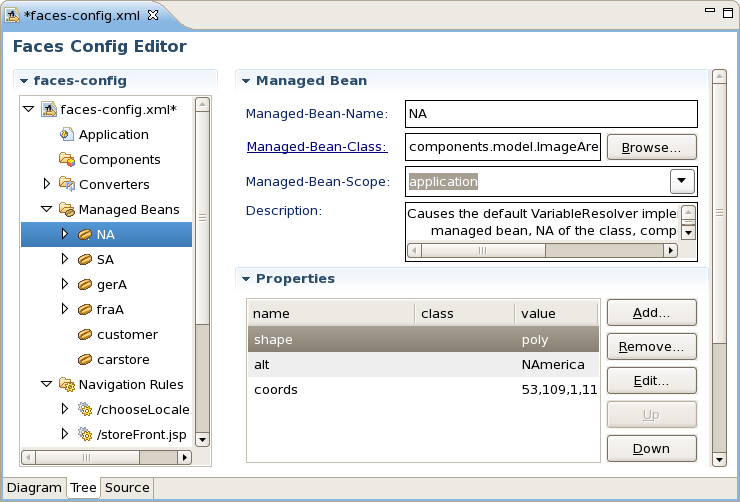 *faces-config.xml
Faces Config Editor
faces-config
faces-config.xml*
Application
Components
Converters
Managed Beans
NA
SA
gerA
fraA
customer
carstore
Navigation Rules
/chooseLocale.
/storeFront.jsp
Managed Bean
Managed-Bean-Name: NA
Managed-Bean-Class: components.model.ImageAre Browse...
Managed-Bean-Scope: application
Description: Causes the default VariableResolver imple
managed bean, NA of the class, comp
Properties
name class value
shape poly
alt NAmerica
coords 53,109,1,11
Add...
Remove...
Edit...
Up
Down
Diagram Tree Source